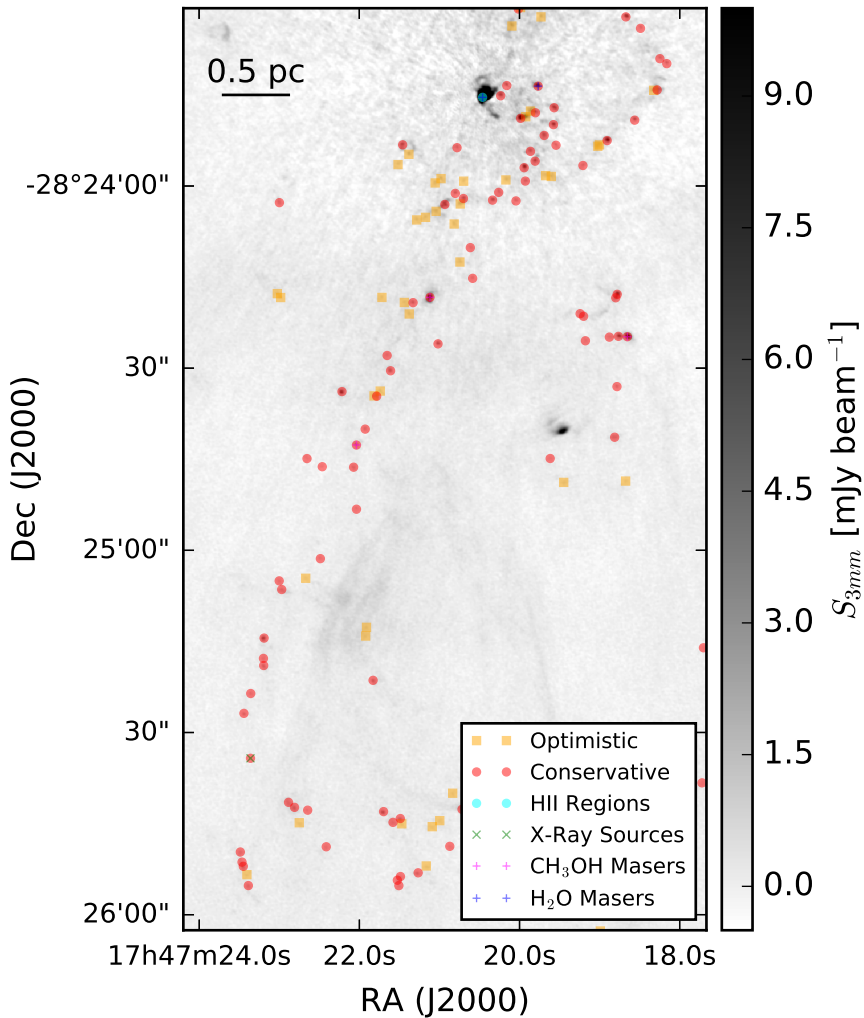 0.5 pc
9.0
-28°24'00"
7.5
6.0
30"
4.5
25'00"
3.0
30"
1.5
0.0
26'00"
Optimistic
Conservative
HII Regions
X-Ray Sources
CH₃OH Masers
H₂O Masers
17h47m24.0s 22.0s 20.0s 18.0s
RA (J2000)
Dec (J2000)
S₃ₘₘ [mJy beam⁻¹]